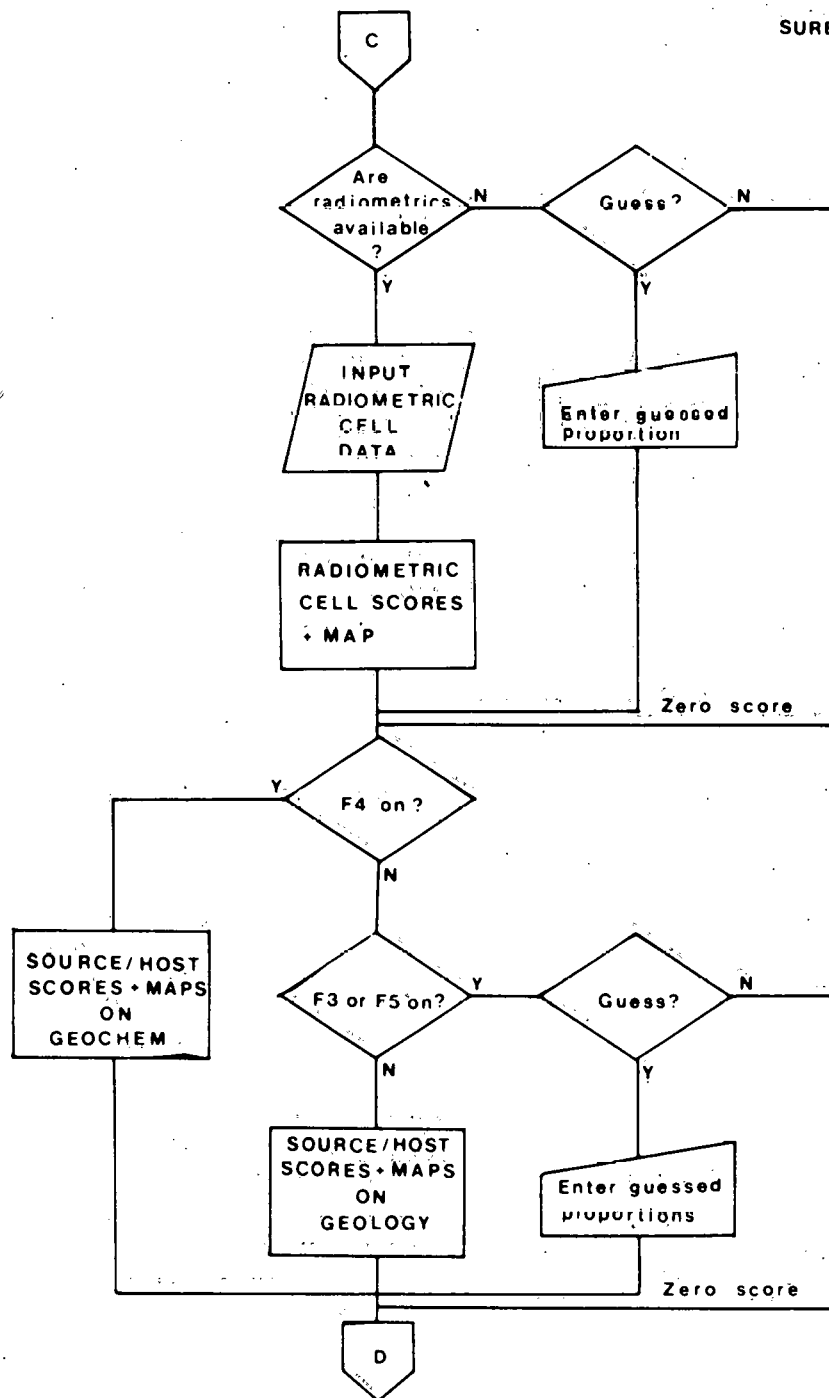 SURE
C
Are
radiometrics
available
?
N
Guess?
N
Y
Y
INPUT
RADIOMETRIC
CELL
DATA
Enter guessed
proportion
RADIOMETRIC
CELL SCORES
+ MAP
Zero score
Y
F4 on?
N
SOURCE/HOST
SCORES + MAPS
ON
GEOCHEM
F3 or F5 on?
Y
Guess?
N
N
Y
SOURCE/HOST
SCORES + MAPS
ON
GEOLOGY
Enter guessed
proportions
Zero score
D